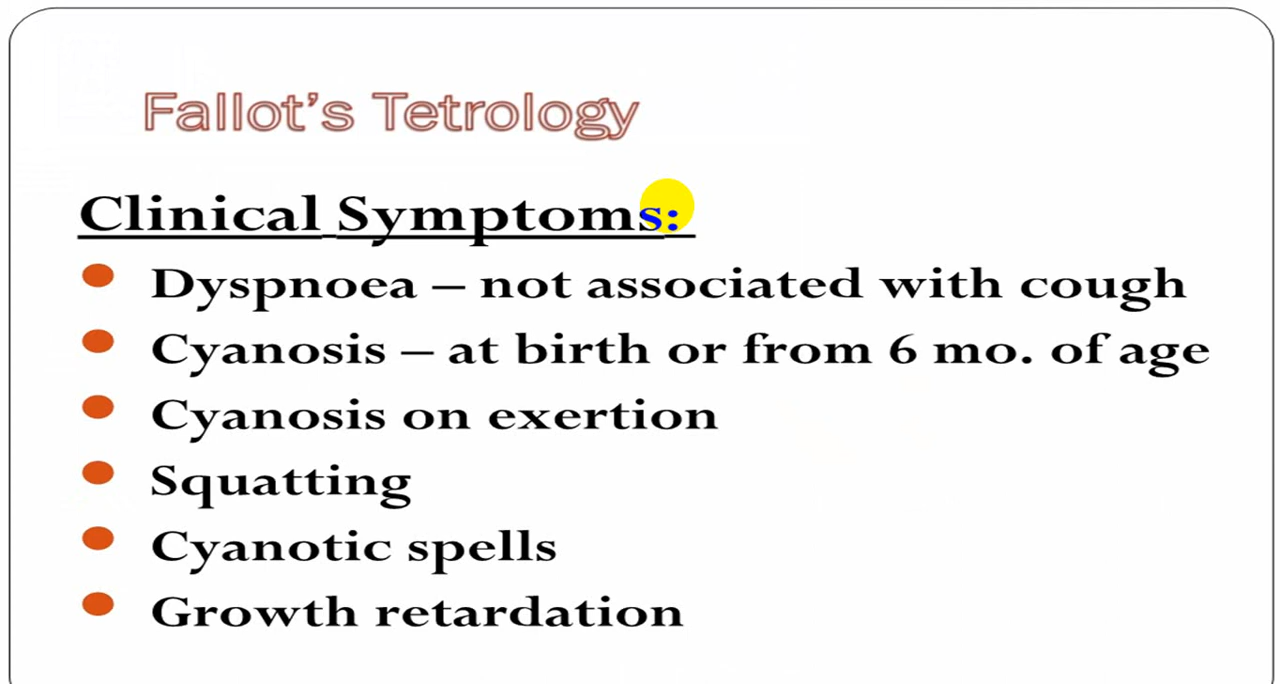 Fallot’s Tetrology
Clinical Symptoms:
Dyspnoea – not associated with cough
Cyanosis – at birth or from 6 mo. of age
Cyanosis on exertion
Squatting
Cyanotic spells
Growth retardation